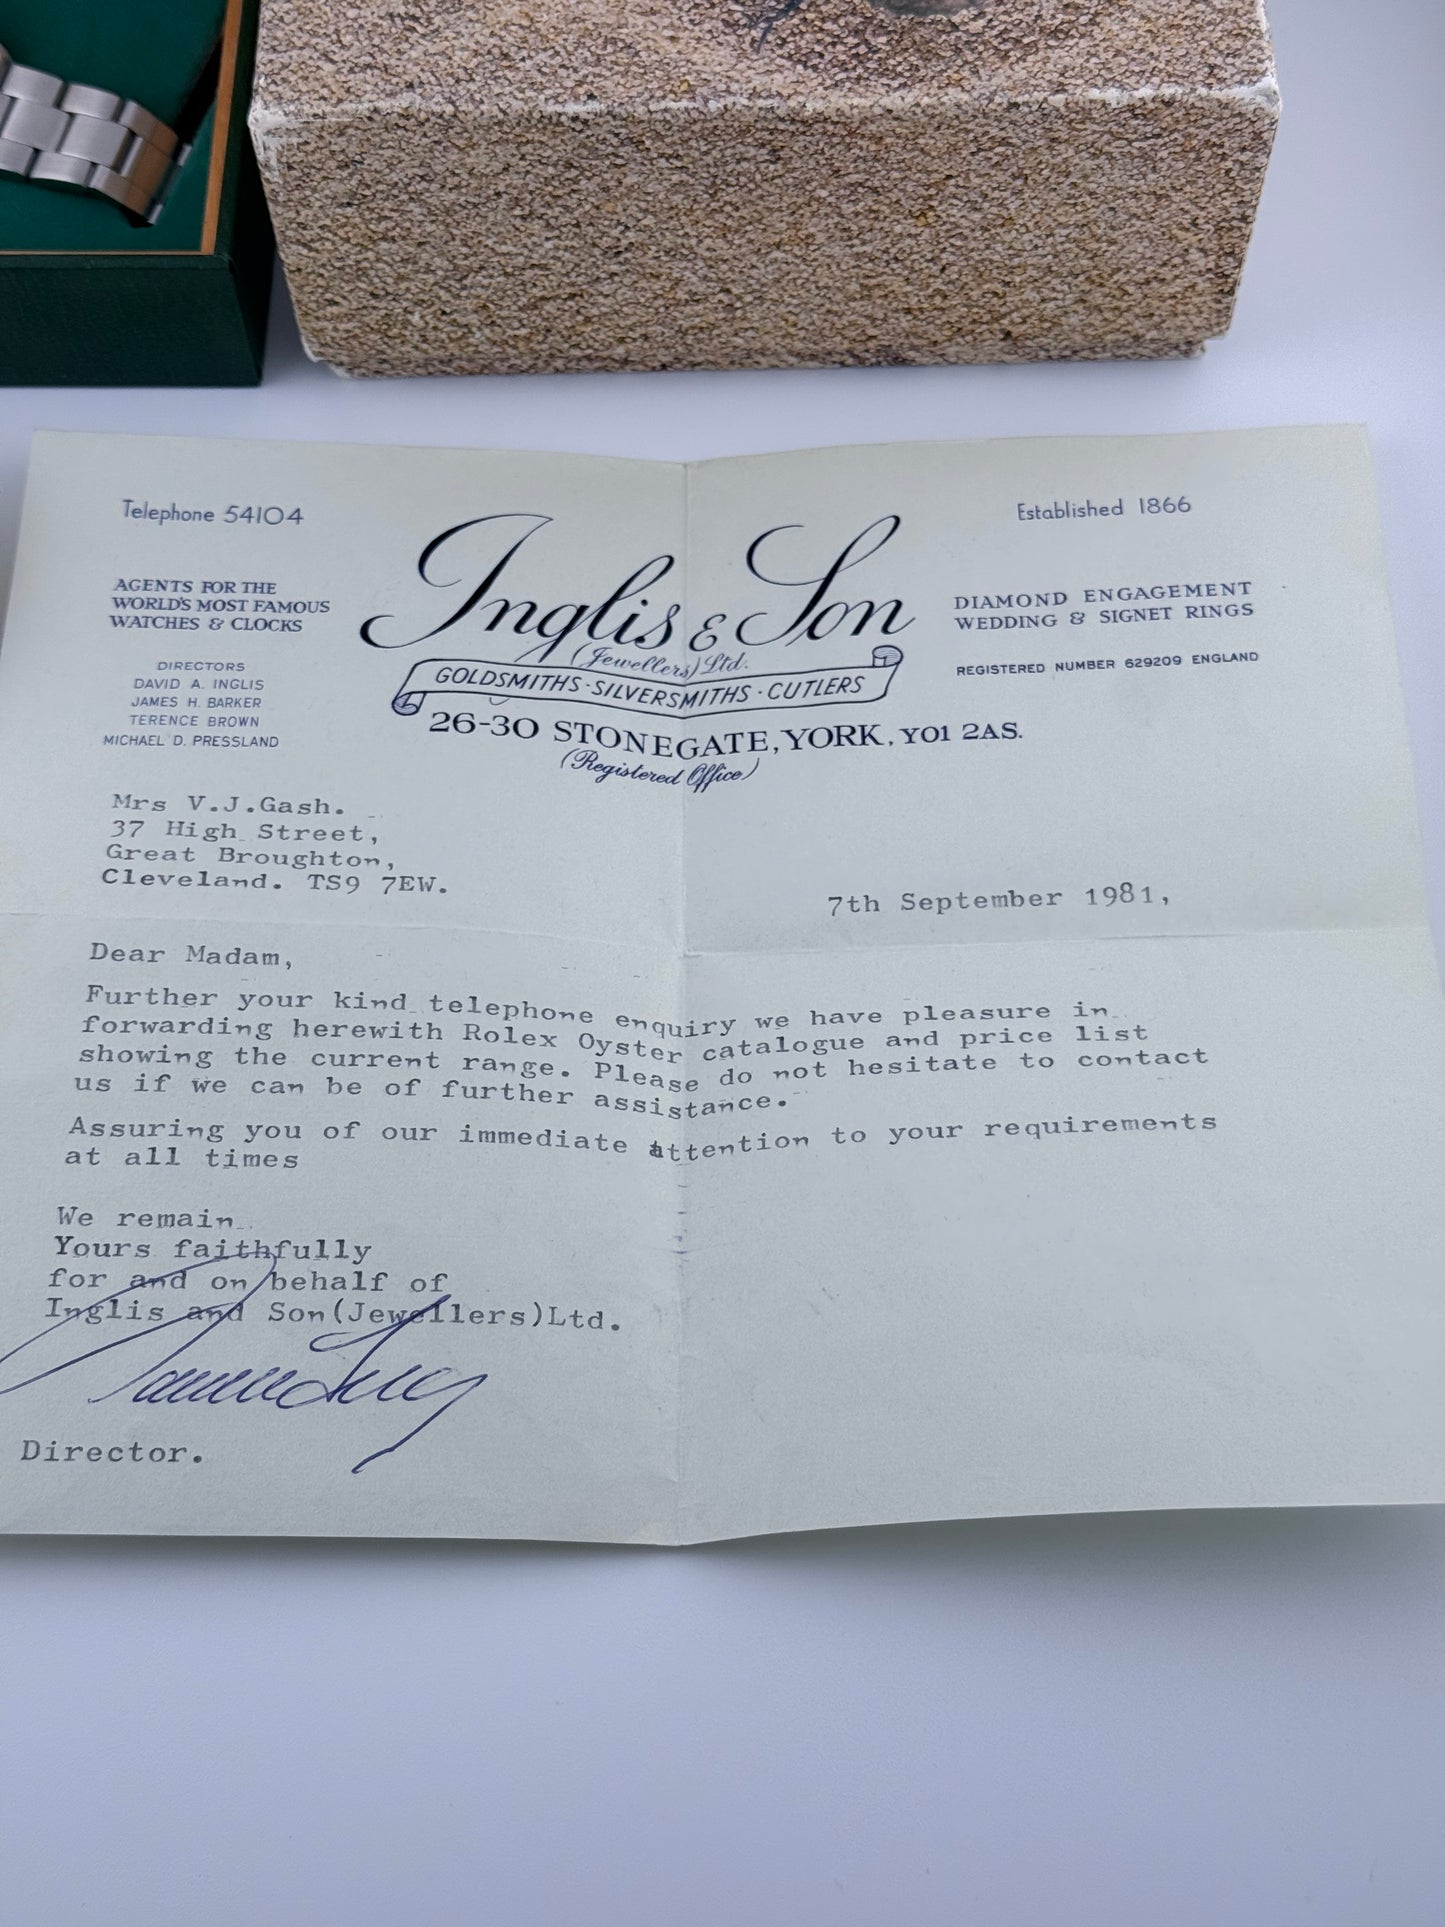 Telephone 54104
Established 1866
AGENTS FOR THE
WORLD'S MOST FAMOUS
WATCHES & CLOCKS
DIRECTORS
DAVID A. INGLIS
JAMES H. BARKER
TERENCE BROWN
MICHAEL D. PRESSLAND
Inglis & Son
(Jewellers) Ltd.
GOLDSMITHS · SILVERSMITHS · CUTLERS
26-30 STONEGATE, YORK, YO1 2AS.
(Registered Office)
DIAMOND ENGAGEMENT
WEDDING & SIGNET RINGS
REGISTERED NUMBER 629209 ENGLAND
Mrs V.J.Gash.
37 High Street,
Great Broughton,
Cleveland. TS9 7EW.
7th September 1981,
Dear Madam,
Further your kind telephone enquiry we have pleasure in
forwarding herewith Rolex Oyster catalogue and price list
showing the current range. Please do not hesitate to contact
us if we can be of further assistance.
Assuring you of our immediate attention to your requirements
at all times
We remain
Yours faithfully
for and on behalf of
Inglis and Son(Jewellers)Ltd.
Director.